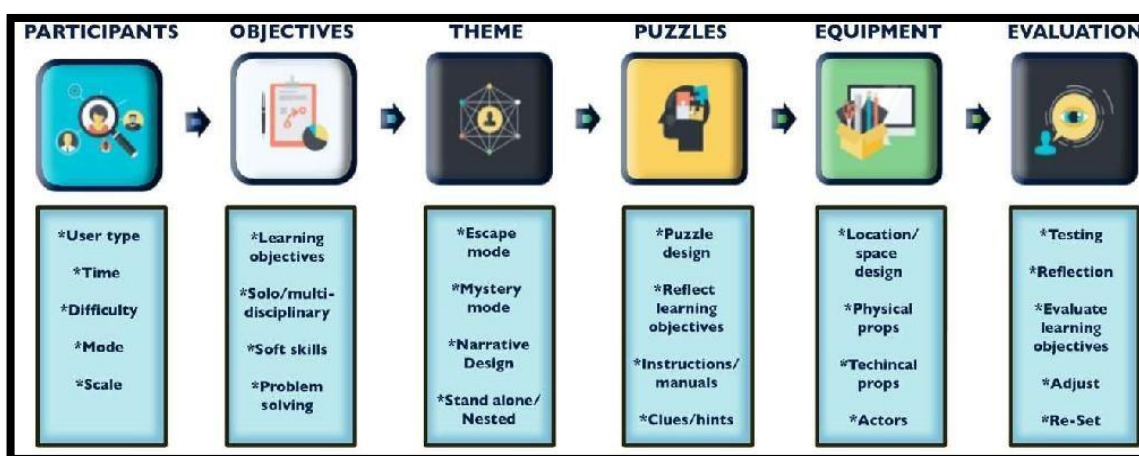 PARTICIPANTS
OBJECTIVES
THEME
PUZZLES
EQUIPMENT
EVALUATION
*User type
*Time
*Difficulty
*Mode
*Scale
*Learning
objectives
*Solo/multi-
disciplinary
*Soft skills
*Problem
solving
*Escape
mode
*Mystery
mode
*Narrative
Design
*Stand alone/
Nested
*Puzzle
design
*Reflect
learning
objectives
*Instructions/
manuals
*Clues/hints
*Location/
space
design
*Physical
props
*Techincal
props
*Actors
*Testing
*Reflection
*Evaluate
learning
objectives
*Adjust
*Re-Set